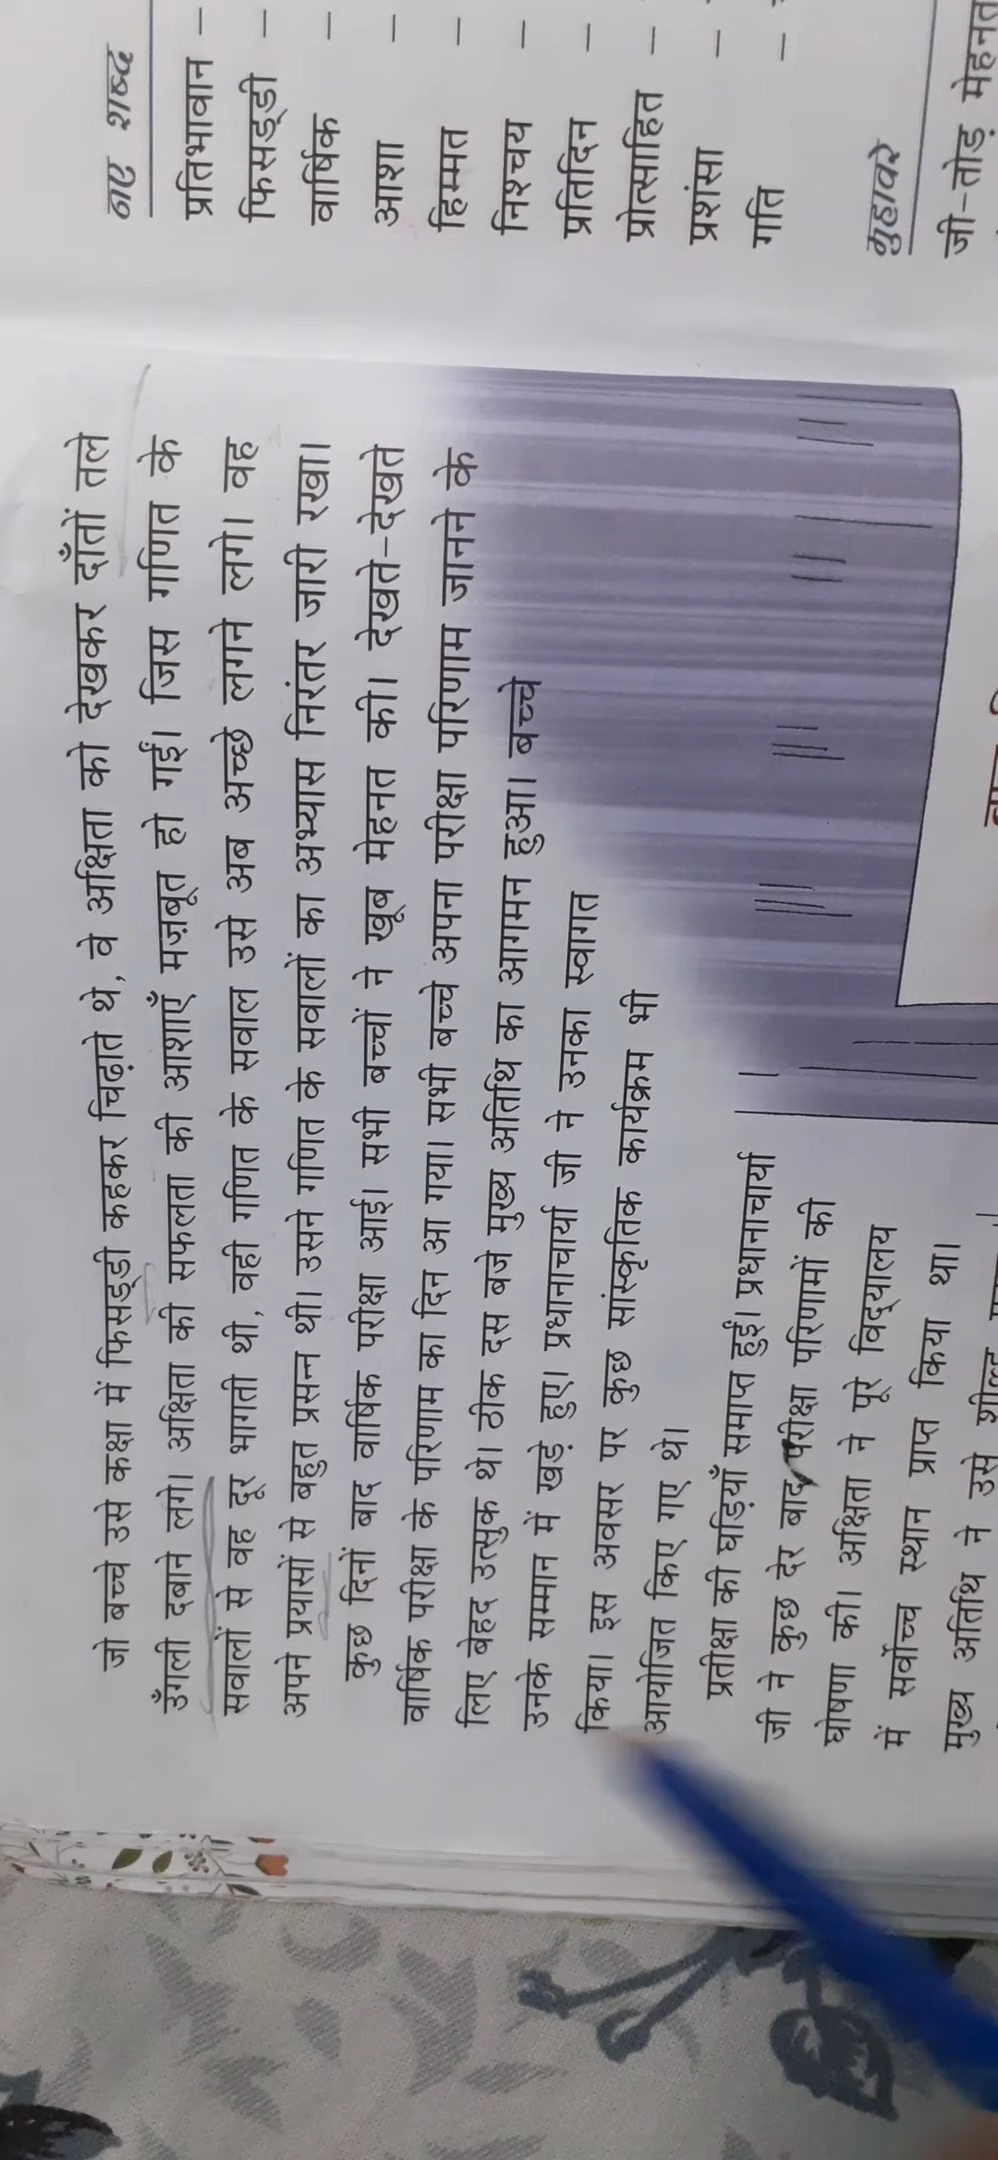 जो बच्चे उसे कक्षा में फिसड्डी कहकर चिढ़ाते थे, वे अक्षिता को देखकर दाँतों तले
उँगली दबाने लगे। अक्षिता की सफलता की आशाएँ मज़बूत हो गईं। जिस गणित के
सवालों से वह दूर भागती थी, वही गणित के सवाल उसे अब अच्छे लगने लगे। वह
अपने प्रयासों से बहुत प्रसन्न थी। उसने गणित के सवालों का अभ्यास निरंतर जारी रखा।
कुछ दिनों बाद वार्षिक परीक्षा आई। सभी बच्चों ने खूब मेहनत की। देखते-देखते
वार्षिक परीक्षा के परिणाम का दिन आ गया। सभी बच्चे अपना परीक्षा परिणाम जानने के
लिए बेहद उत्सुक थे। ठीक दस बजे मुख्य अतिथि का आगमन हुआ। बच्चे
उनके सम्मान में खड़े हुए। प्रधानाचार्या जी ने उनका स्वागत
किया। इस अवसर पर कुछ सांस्कृतिक कार्यक्रम भी
आयोजित किए गए थे।
प्रतीक्षा की घड़ियाँ समाप्त हुईं। प्रधानाचार्या
जी ने कुछ देर बाद परीक्षा परिणामों की
घोषणा की। अक्षिता ने पूरे विद्यालय
में सर्वोच्च स्थान प्राप्त किया था।
मुख्य अतिथि ने उसे शील्ड
नए शब्द
प्रतिभावान –
फिसड्डी –
वार्षिक –
आशा –
हिम्मत –
निश्चय –
प्रतिदिन –
प्रोत्साहित –
प्रशंसा –
गति –
मुहावरे
जी-तोड़ मेहनत